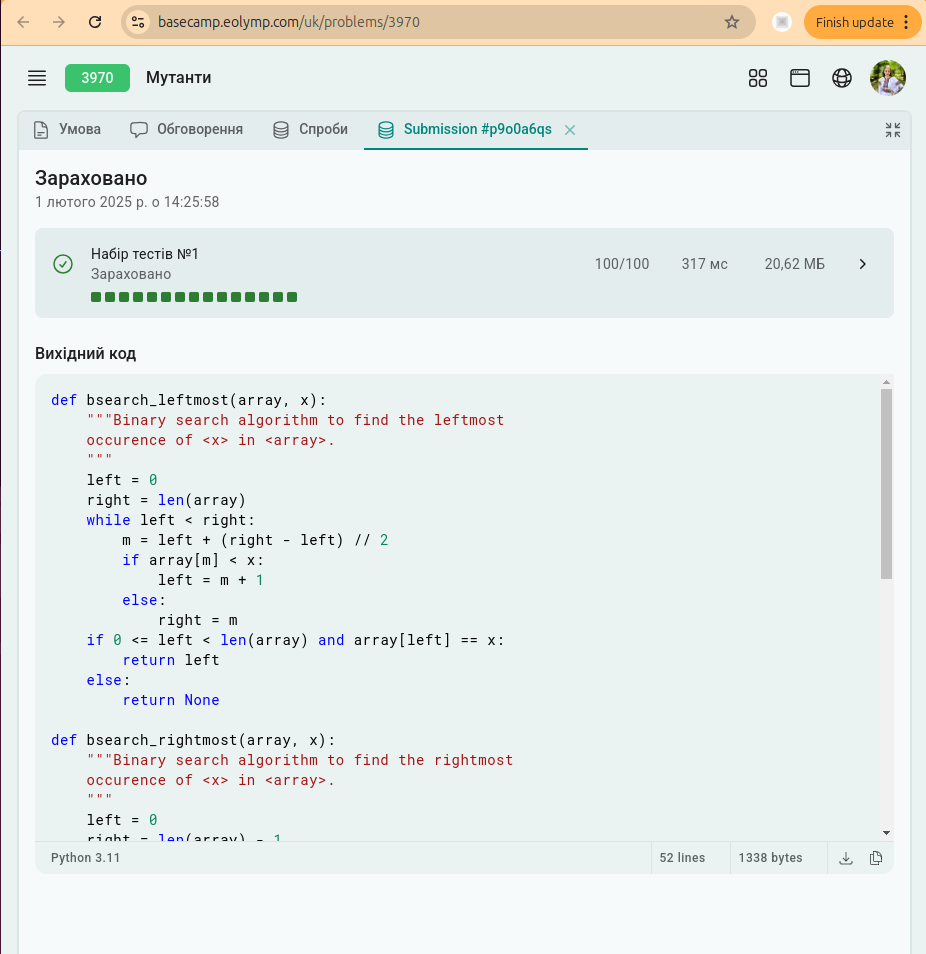 basecamp.eolymp.com/uk/problems/3970
Finish update
3970
Мутанти
Умова
Обговорення
Спроби
Submission #p9o0a6qs
Зараховано
1 лютого 2025 р. о 14:25:58
Набір тестів №1
Зараховано
100/100
317 мс
20,62 МБ
Вихідний код
def bsearch_leftmost(array, x):
    """Binary search algorithm to find the leftmost
    occurence of <x> in <array>.
    """
    left = 0
    right = len(array)
    while left < right:
        m = left + (right - left) // 2
        if array[m] < x:
            left = m + 1
        else:
            right = m
    if 0 <= left < len(array) and array[left] == x:
        return left
    else:
        return None
def bsearch_rightmost(array, x):
    """Binary search algorithm to find the rightmost
    occurence of <x> in <array>.
    """
    left = 0
    right = len(array) - 1
Python 3.11
52 lines
1338 bytes